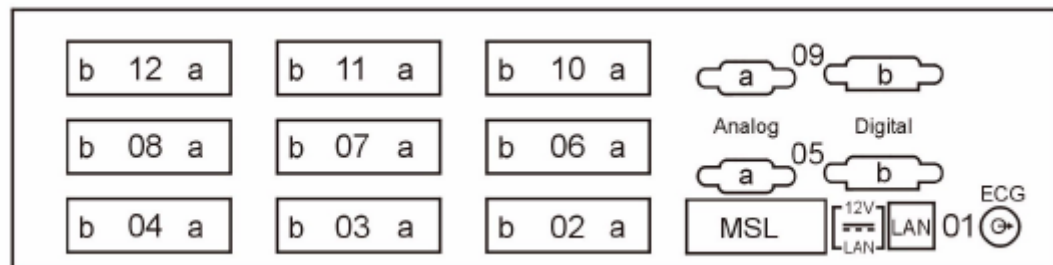 b 12 a b 11 a b 10 a a 09 b
Analog Digital
b 08 a b 07 a b 06 a a 05 b
ECG
b 04 a b 03 a b 02 a MSL 12V LAN LAN 01